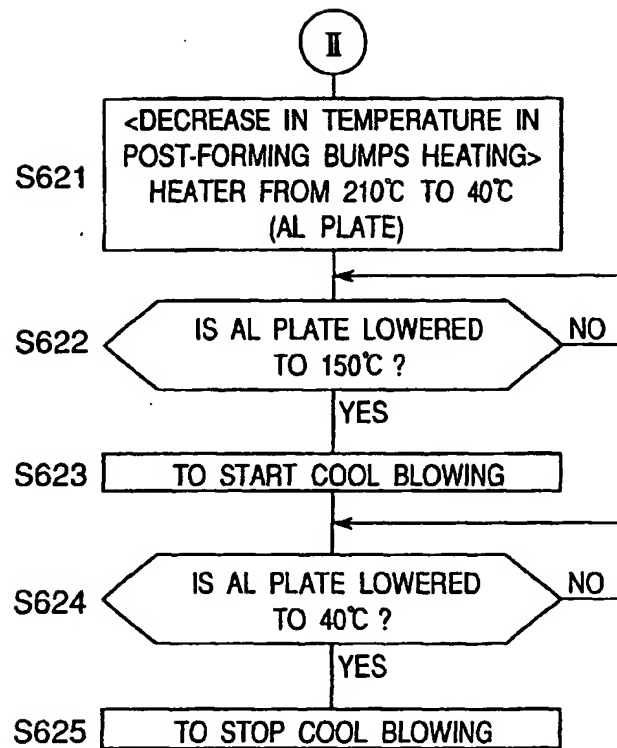 II
<DECREASE IN TEMPERATURE IN
POST-FORMING BUMPS HEATING>
HEATER FROM 210℃ TO 40℃
(AL PLATE)
S621
IS AL PLATE LOWERED
TO 150℃ ?
S622
NO
YES
S623
TO START COOL BLOWING
IS AL PLATE LOWERED
TO 40℃ ?
S624
NO
YES
S625
TO STOP COOL BLOWING